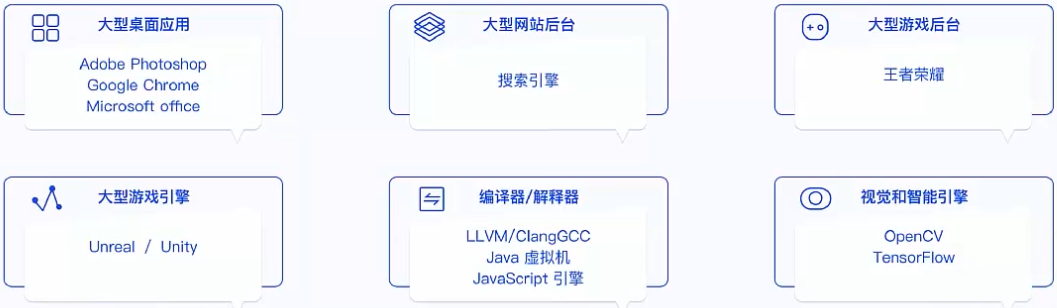 大型桌面应用
Adobe Photoshop
Google Chrome
Microsoft office
大型网站后台
搜索引擎
大型游戏后台
王者荣耀
大型游戏引擎
Unreal / Unity
编译器/解释器
LLVM/ClangGCC
Java 虚拟机
JavaScript 引擎
视觉和智能引擎
OpenCV
TensorFlow